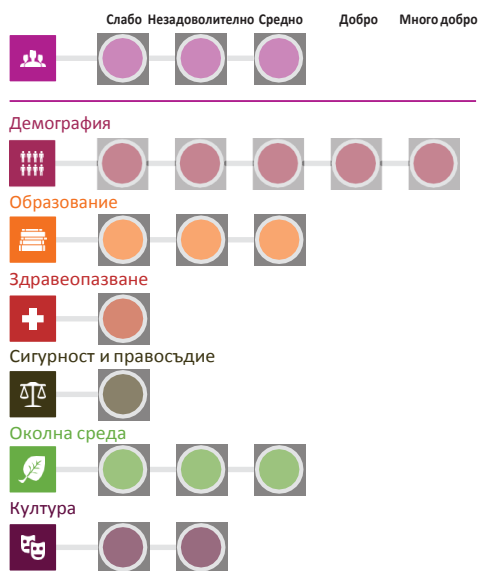 Слабо Незадоволително Средно Добро Много добро
Демография
Образование
Здравеопазване
Сигурност и правосъдие
Околна среда
Култура